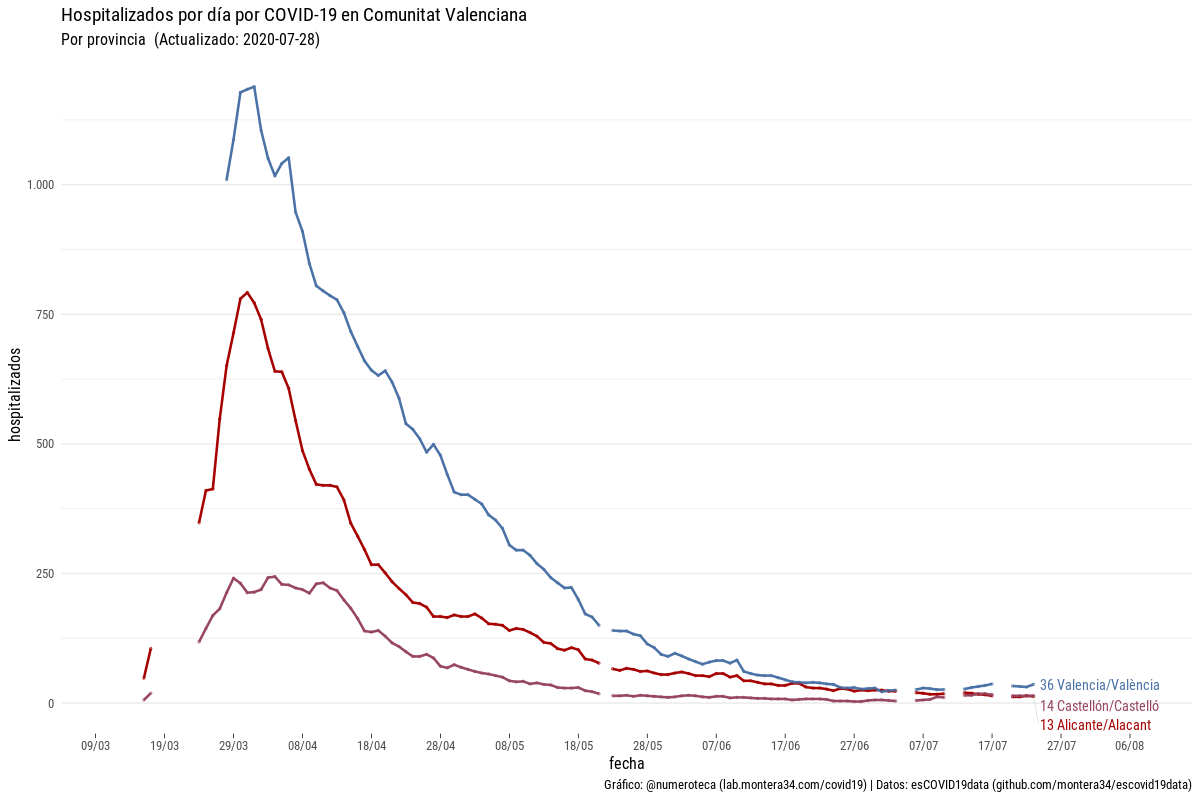 Hospitalizados por día por COVID-19 en Comunitat Valenciana
Por provincia  (Actualizado: 2020-07-28)
hospitalizados
1.000
750
500
250
0
36 Valencia/València
14 Castellón/Castelló
13 Alicante/Alacant
09/03 19/03 29/03 08/04 18/04 28/04 08/05 18/05 28/05 07/06 17/06 27/06 07/07 17/07 27/07 06/08
fecha
Gráfico: @numeroteca (lab.montera34.com/covid19) | Datos: esCOVID19data (github.com/montera34/escovid19data)